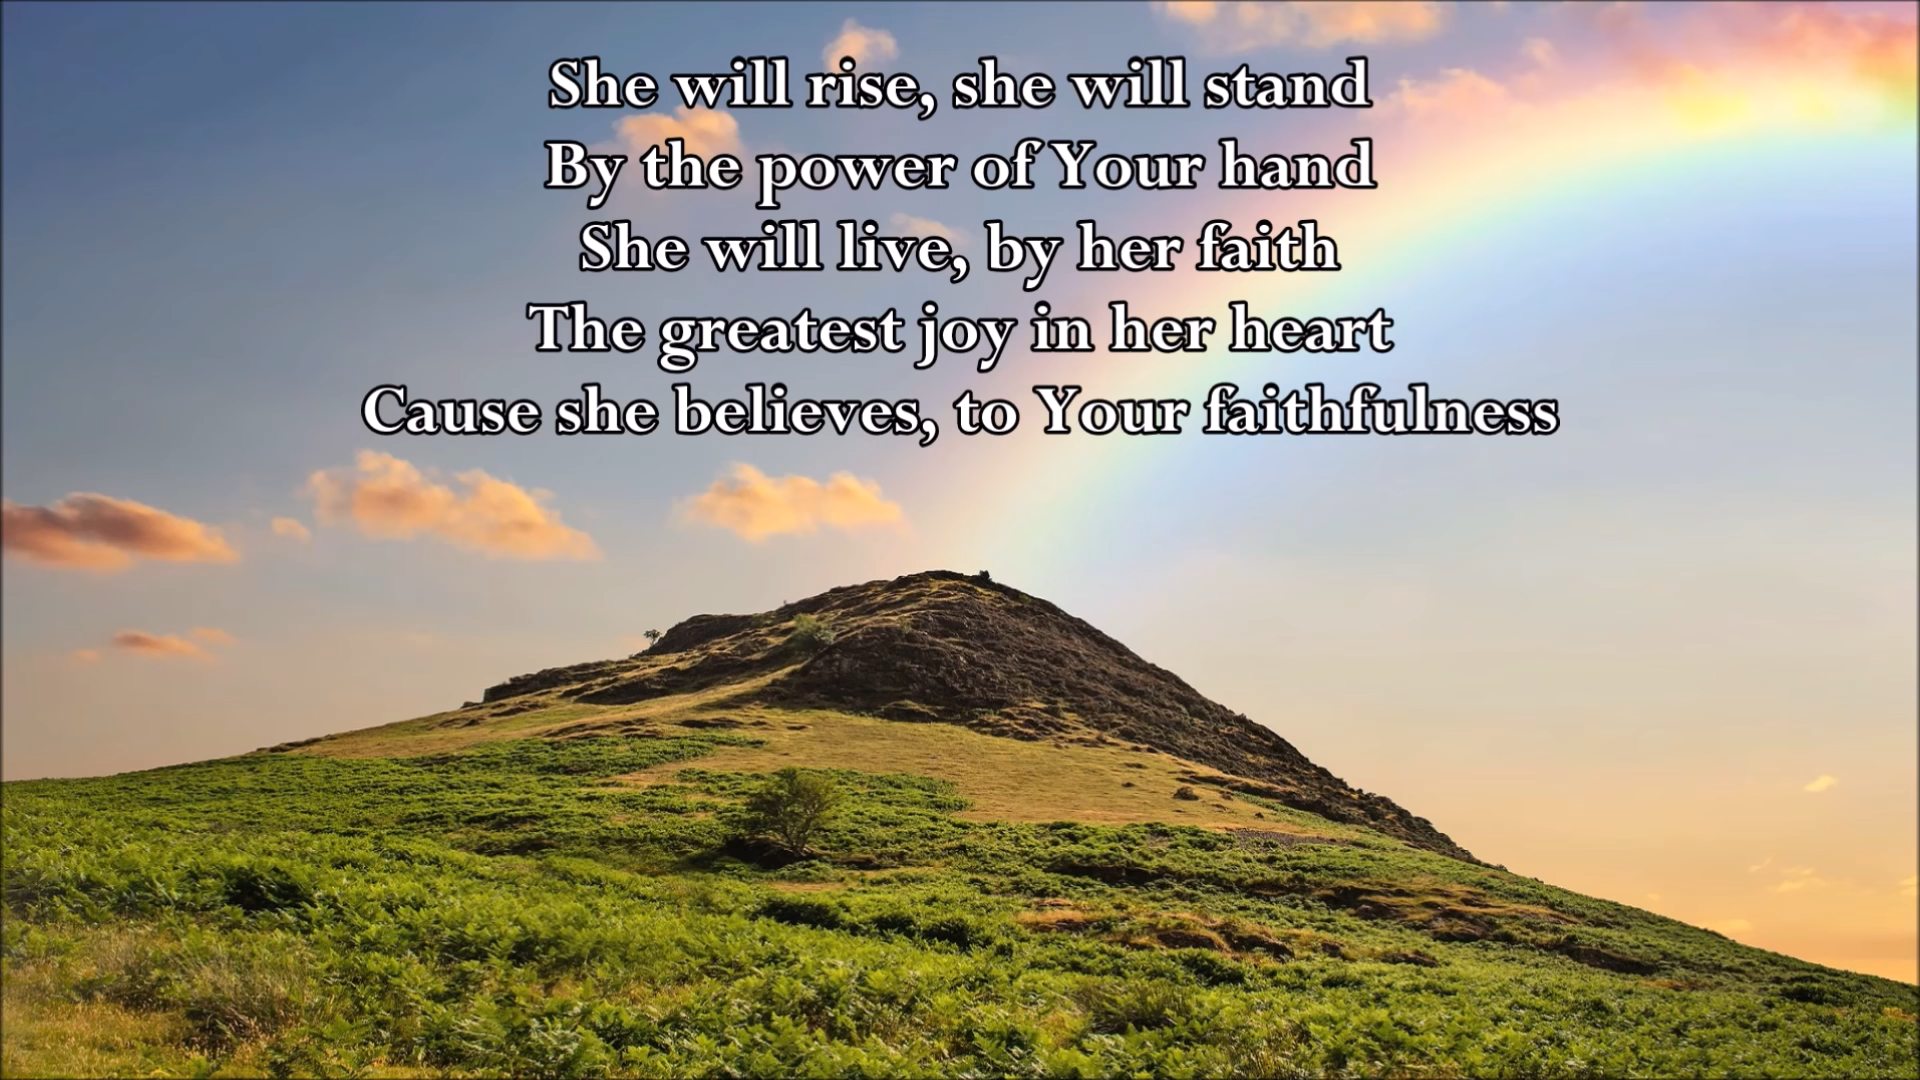 She will rise, she will stand
By the power of Your hand
She will live, by her faith
The greatest joy in her heart
Cause she believes, to Your faithfulness